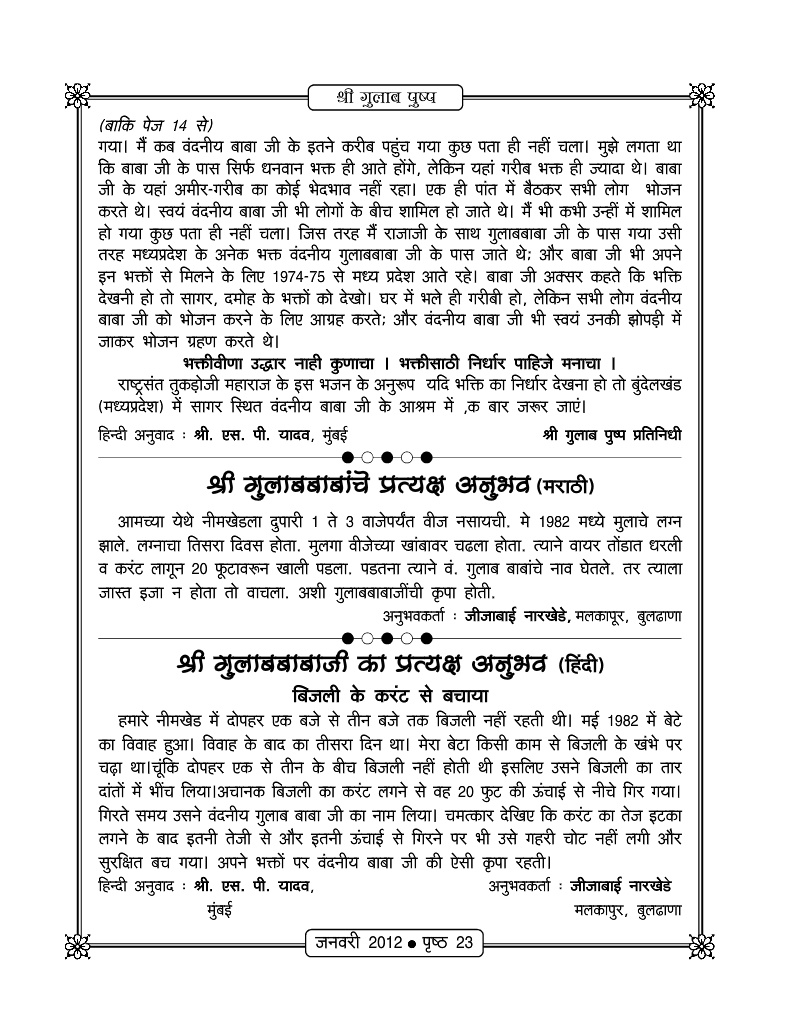 श्री गुलाब पुष्प
(बाकि पेज 14 से)
गया। मैं कब वंदनीय बाबा जी के इतने करीब पहुंच गया कुछ पता ही नहीं चला। मुझे लगता था
कि बाबा जी के पास सिर्फ धनवान भक्त ही आते होंगे, लेकिन यहां गरीब भक्त ही ज्यादा थे। बाबा
जी के यहां अमीर-गरीब का कोई भेदभाव नहीं रहा। एक ही पांत में बैठकर सभी लोग भोजन
करते थे। स्वयं वंदनीय बाबा जी भी लोगों के बीच शामिल हो जाते थे। मैं भी कभी उन्हीं में शामिल
हो गया कुछ पता ही नहीं चला। जिस तरह मैं राजाजी के साथ गुलाबबाबा जी के पास गया उसी
तरह मध्यप्रदेश के अनेक भक्त वंदनीय गुलाबबाबा जी के पास जाते थे; और बाबा जी भी अपने
इन भक्तों से मिलने के लिए 1974-75 से मध्य प्रदेश आते रहे। बाबा जी अक्सर कहते कि भक्ति
देखनी हो तो सागर, दमोह के भक्तों को देखो। घर में भले ही गरीबी हो, लेकिन सभी लोग वंदनीय
बाबा जी को भोजन करने के लिए आग्रह करते; और वंदनीय बाबा जी भी स्वयं उनकी झोपड़ी में
जाकर भोजन ग्रहण करते थे।
भक्तीवीणा उद्धार नाही कुणाचा । भक्तीसाठी निर्धार पाहिजे मनाचा ।
राष्ट्रसंत तुकड़ोजी महाराज के इस भजन के अनुरूप यदि भक्ति का निर्धार देखना हो तो बुंदेलखंड
(मध्यप्रदेश) में सागर स्थित वंदनीय बाबा जी के आश्रम में ,क बार जरूर जाएं।
हिन्दी अनुवाद : श्री. एस. पी. यादव, मुंबई श्री गुलाब पुष्प प्रतिनिधी
श्री गुलाबबाबांचे प्रत्यक्ष अनुभव (मराठी)
आमच्या येथे नीमखेडला दुपारी 1 ते 3 वाजेपर्यंत वीज नसायची. मे 1982 मध्ये मुलाचे लग्न
झाले. लग्नाचा तिसरा दिवस होता. मुलगा वीजेच्या खांबावर चढला होता. त्याने वायर तोंडात धरली
व करंट लागून 20 फूटावरून खाली पडला. पडतना त्याने वं. गुलाब बाबांचे नाव घेतले. तर त्याला
जास्त इजा न होता तो वाचला. अशी गुलाबबाबाजींची कृपा होती.
अनुभवकर्ता : जीजाबाई नारखेडे, मलकापूर, बुलढाणा
श्री गुलाबबाबाजी का प्रत्यक्ष अनुभव (हिंदी)
बिजली के करंट से बचाया
हमारे नीमखेड में दोपहर एक बजे से तीन बजे तक बिजली नहीं रहती थी। मई 1982 में बेटे
का विवाह हुआ। विवाह के बाद का तीसरा दिन था। मेरा बेटा किसी काम से बिजली के खंभे पर
चढ़ा था।चूंकि दोपहर एक से तीन के बीच बिजली नहीं होती थी इसलिए उसने बिजली का तार
दांतों में भींच लिया।अचानक बिजली का करंट लगने से वह 20 फुट की ऊंचाई से नीचे गिर गया।
गिरते समय उसने वंदनीय गुलाब बाबा जी का नाम लिया। चमत्कार देखिए कि करंट का तेज इटका
लगने के बाद इतनी तेजी से और इतनी ऊंचाई से गिरने पर भी उसे गहरी चोट नहीं लगी और
सुरक्षित बच गया। अपने भक्तों पर वंदनीय बाबा जी की ऐसी कृपा रहती।
हिन्दी अनुवाद : श्री. एस. पी. यादव, अनुभवकर्ता : जीजाबाई नारखेडे
मुंबई मलकापुर, बुलढाणा
जनवरी 2012 ● पृष्ठ 23